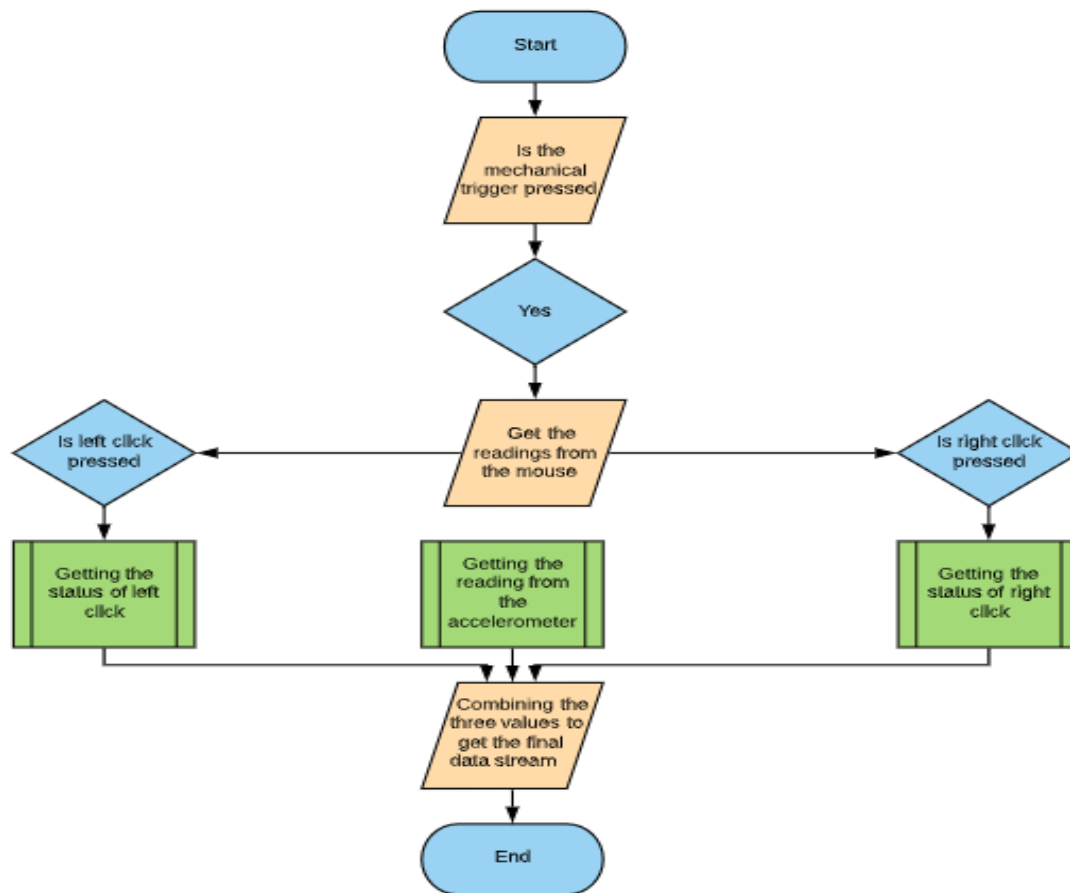 Start
Is the
mechanical
trigger pressed
Yes
Is left click
pressed
Get the
readings from
the mouse
Is right click
pressed
Getting the
status of left
click
Getting the
reading from
the
accelerometer
Getting the
status of right
click
Combining the
three values to
get the final
data stream
End